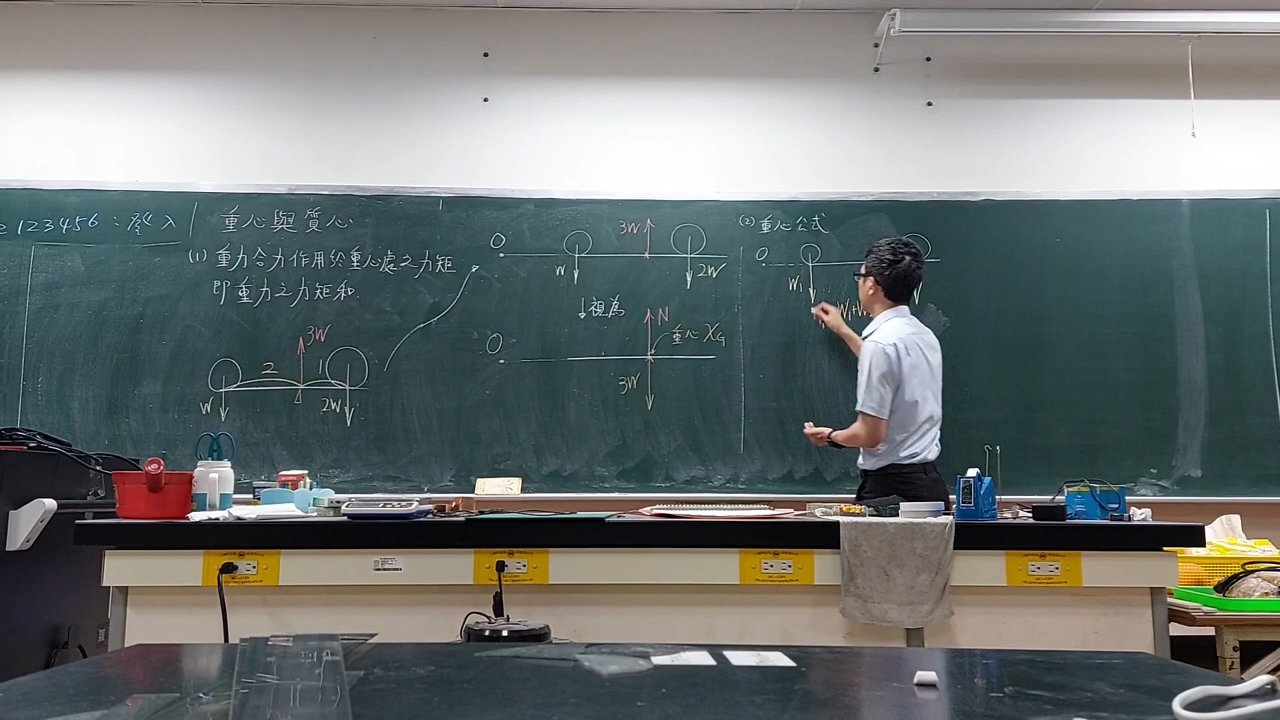 123456：登入
重心與質心
(1) 重力合力作用於重心處之力矩
即重力之力矩和.
3W
2
1
W
2W
O
3W
W
2W
↓視為
N
重心 XG
O
3W
(2) 重心公式
O
W₁
W₁+W